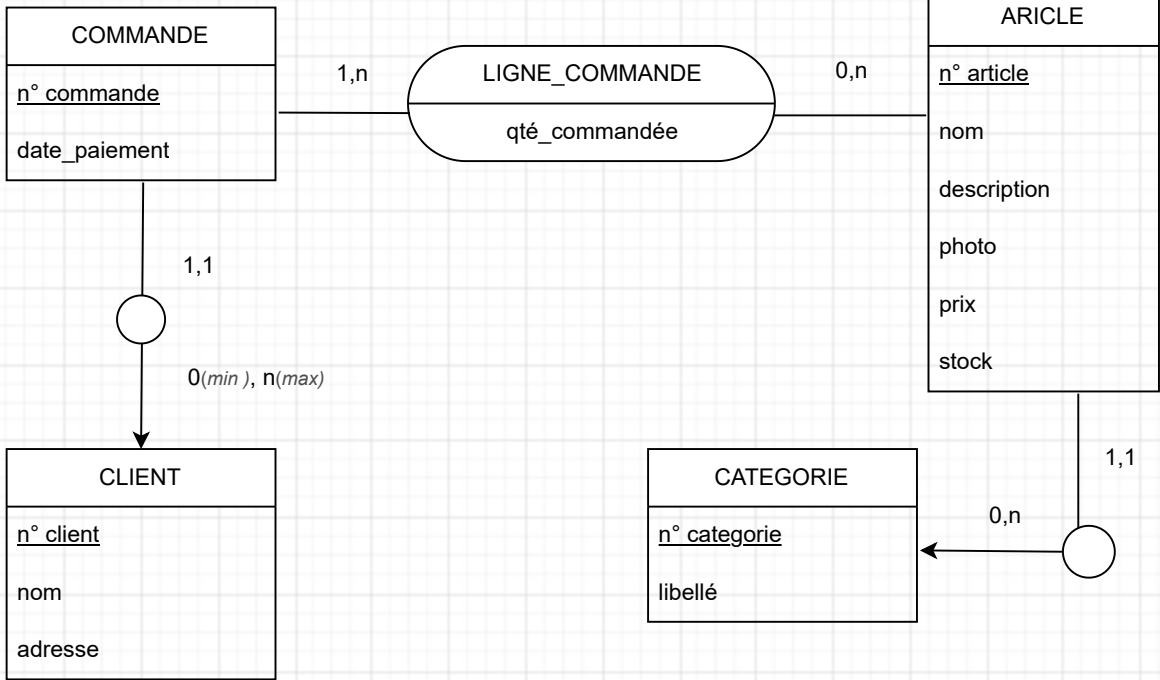 COMMANDE
n° commande
date_paiement
1,n
LIGNE_COMMANDE
qté_commandée
0,n
ARICLE
n° article
nom
description
photo
prix
stock
1,1
0(min ), n(max)
CLIENT
n° client
nom
adresse
CATEGORIE
n° categorie
libellé
0,n
1,1